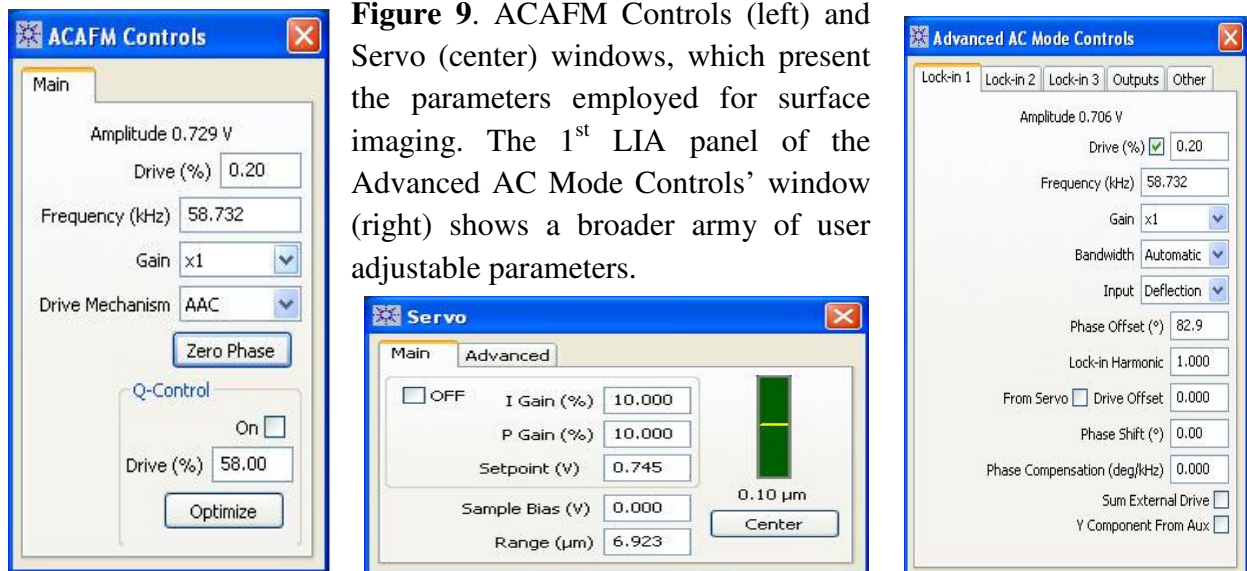 ACAFM Controls
Main
Amplitude 0.729 V
Drive (%) 0.20
Frequency (kHz) 58.732
Gain x1
Drive Mechanism AAC
Zero Phase
Q-Control
On
Drive (%) 58.00
Optimize
Figure 9. ACAFM Controls (left) and
Servo (center) windows, which present
the parameters employed for surface
imaging. The 1st LIA panel of the
Advanced AC Mode Controls' window
(right) shows a broader army of user
adjustable parameters.
Servo
Main Advanced
OFF I Gain (%) 10.000
P Gain (%) 10.000
Setpoint (V) 0.745
Sample Bias (V) 0.000
Range (μm) 6.923
0.10 μm
Center
Advanced AC Mode Controls
Lock-in 1 Lock-in 2 Lock-in 3 Outputs Other
Amplitude 0.706 V
Drive (%) 0.20
Frequency (kHz) 58.732
Gain x1
Bandwidth Automatic
Input Deflection
Phase Offset (°) 82.9
Lock-in Harmonic 1.000
From Servo Drive Offset 0.000
Phase Shift (°) 0.00
Phase Compensation (deg/kHz) 0.000
Sum External Drive
Y Component From Aux